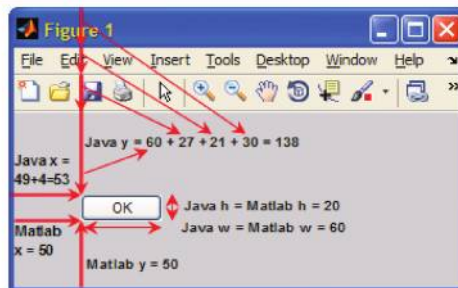 Figure 1
File Edit View Insert Tools Desktop Window Help
Java y = 60 + 27 + 21 + 30 = 138
Java x =
49+4=53
OK
Java h = Matlab h = 20
Java w = Matlab w = 60
Matlab
x = 50
Matlab y = 50